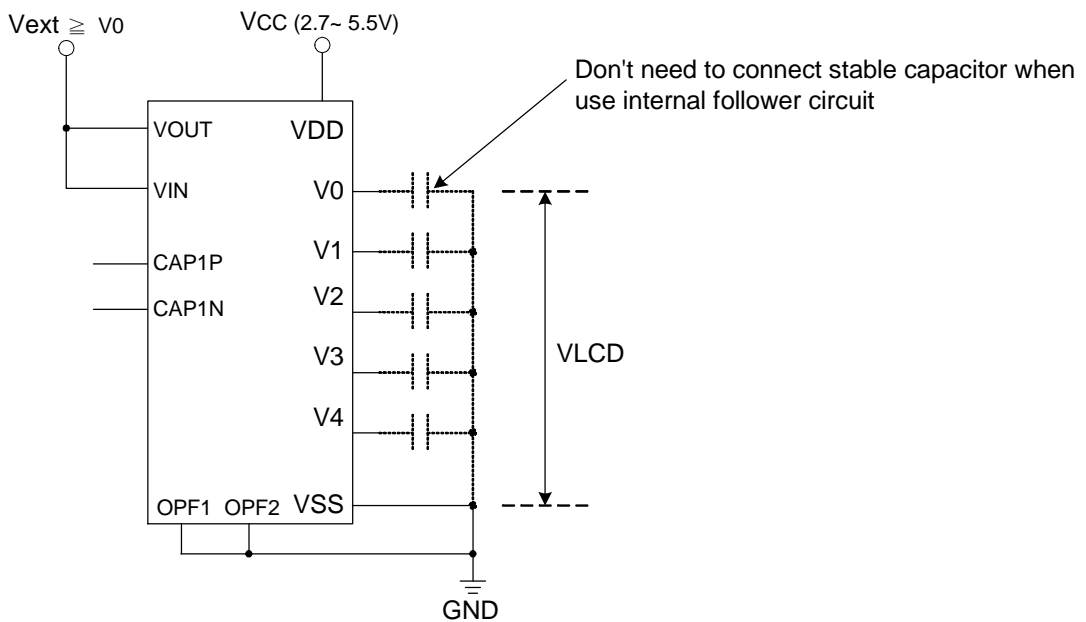 Vext ≧ V0
VCC (2.7~ 5.5V)
Don't need to connect stable capacitor when
use internal follower circuit
VOUT
VDD
VIN
V0
V1
CAP1P
V2
CAP1N
V3
VLCD
V4
OPF1 OPF2 VSS
GND